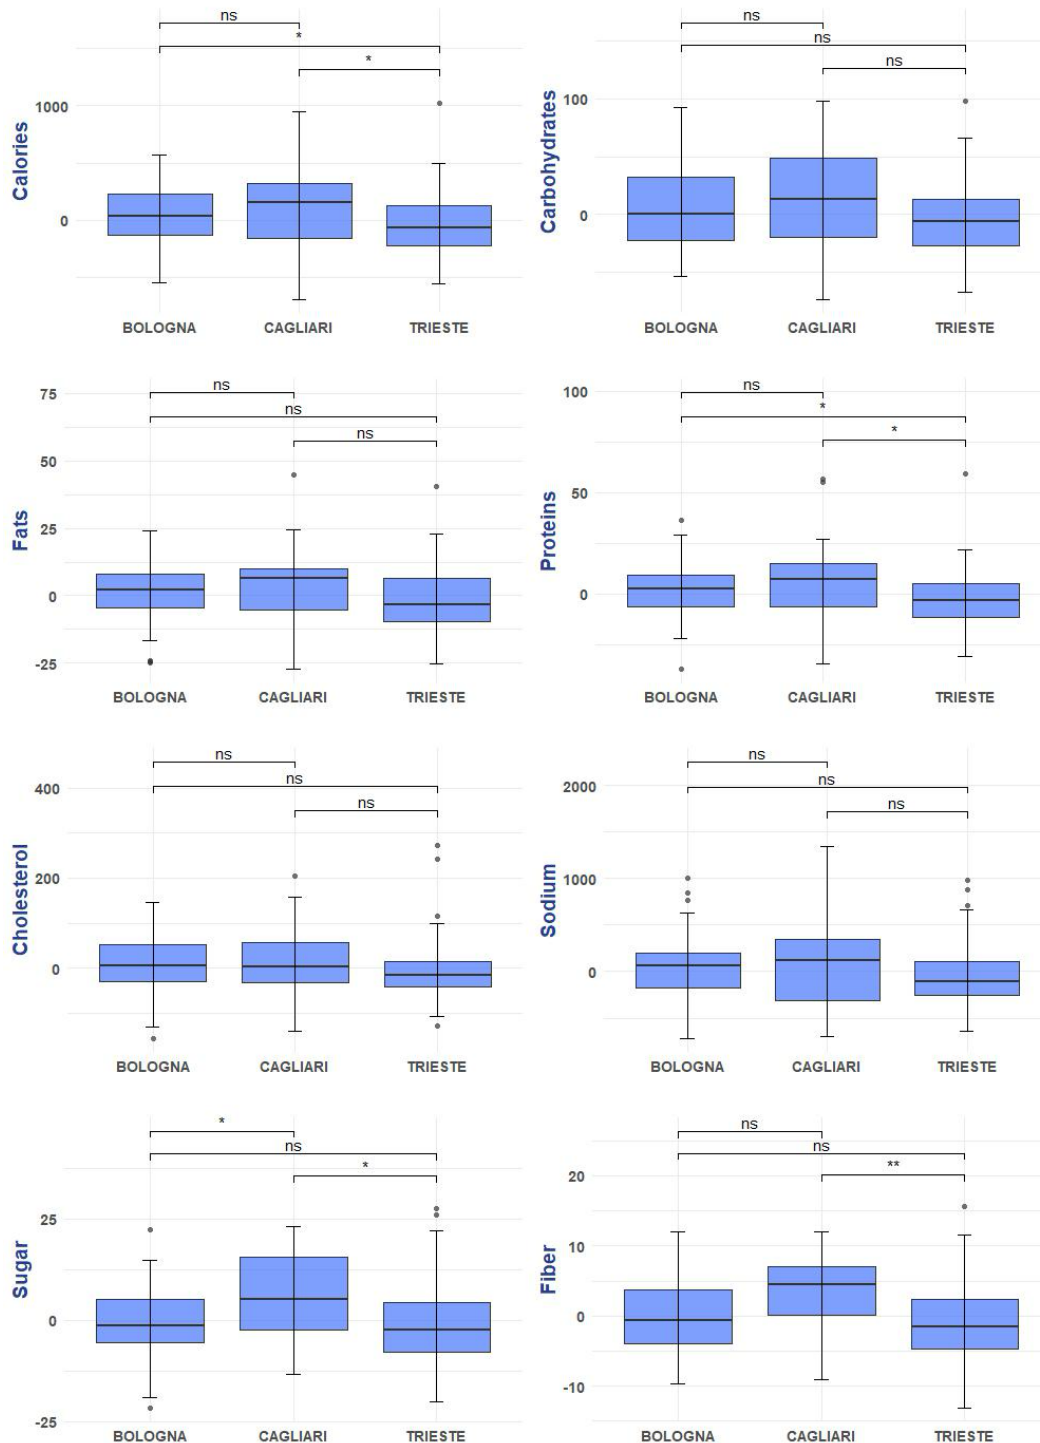 ns
*
*
1000
0
Calories
BOLOGNA CAGLIARI TRIESTE
ns
ns
ns
100
0
Carbohydrates
BOLOGNA CAGLIARI TRIESTE
ns
ns
ns
75
50
25
0
-25
Fats
BOLOGNA CAGLIARI TRIESTE
ns
*
*
100
50
0
Proteins
BOLOGNA CAGLIARI TRIESTE
ns
ns
ns
400
200
0
Cholesterol
BOLOGNA CAGLIARI TRIESTE
ns
ns
ns
2000
1000
0
Sodium
BOLOGNA CAGLIARI TRIESTE
*
ns
*
25
0
-25
Sugar
BOLOGNA CAGLIARI TRIESTE
ns
ns
**
20
10
0
-10
Fiber
BOLOGNA CAGLIARI TRIESTE